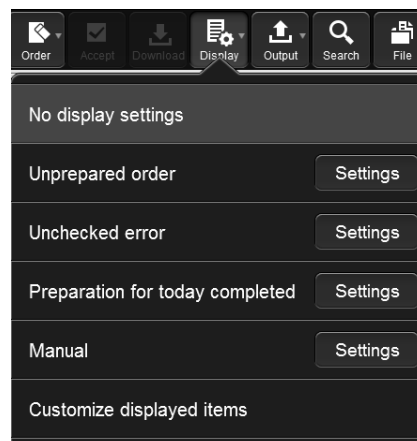 Order
Accept
Download
Display
Output
Search
File
No display settings
Unprepared order Settings
Unchecked error Settings
Preparation for today completed Settings
Manual Settings
Customize displayed items